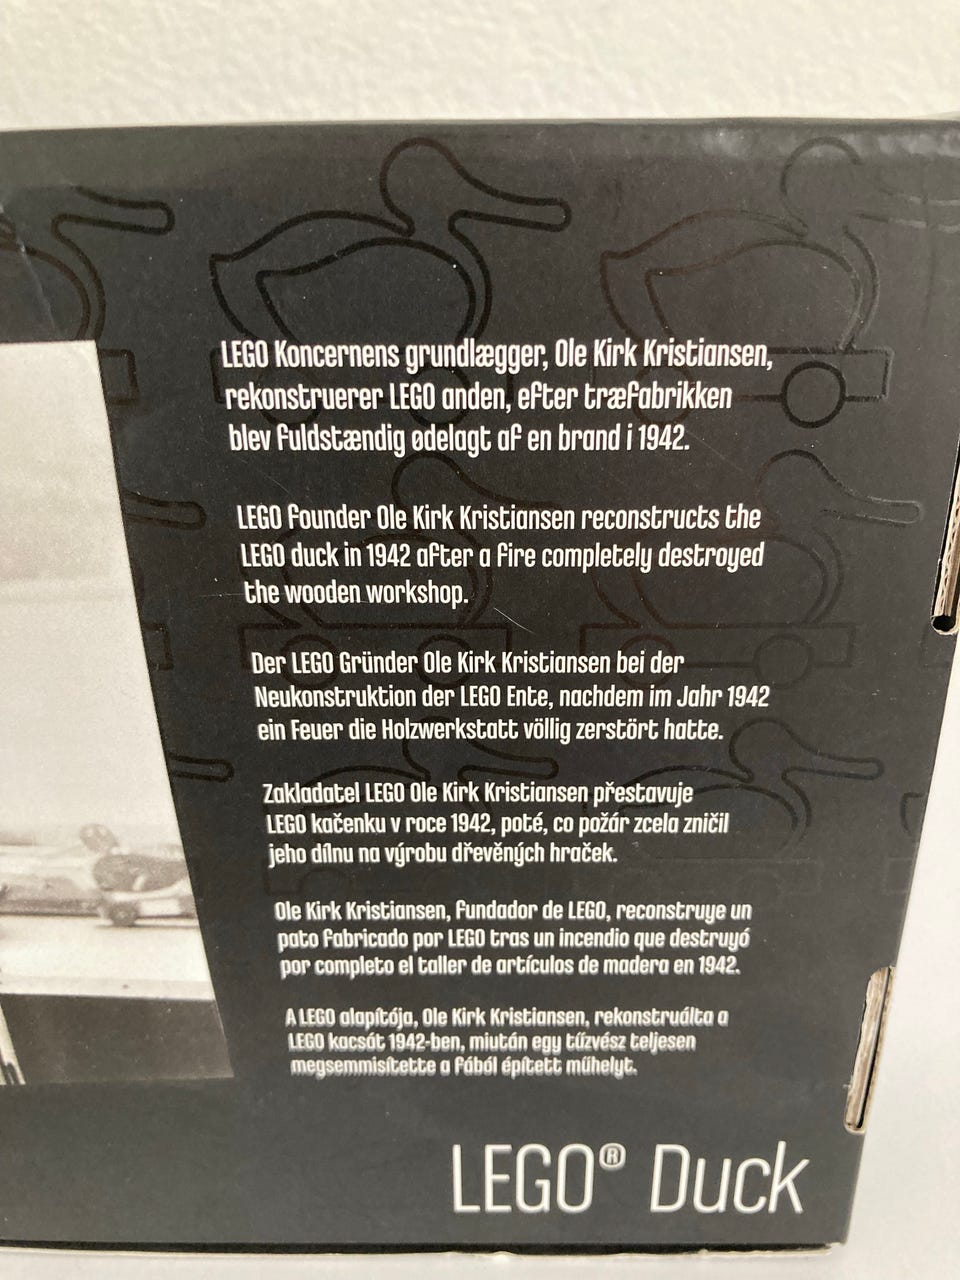 LEGO Koncernens grundlægger, Ole Kirk Kristiansen,
rekonstruerer LEGO anden, efter træfabrikken
blev fuldstændig ødelagt af en brand i 1942.
LEGO founder Ole Kirk Kristiansen reconstructs the
LEGO duck in 1942 after a fire completely destroyed
the wooden workshop.
Der LEGO Gründer Ole Kirk Kristiansen bei der
Neukonstruktion der LEGO Ente, nachdem im Jahr 1942
ein Feuer die Holzwerkstatt völlig zerstört hatte.
Zakladatel LEGO Ole Kirk Kristiansen přestavuje
LEGO kačenku v roce 1942, poté, co požár zcela zničil
jeho dílnu na výrobu dřevěných hraček.
Ole Kirk Kristiansen, fundador de LEGO, reconstruye un
pato fabricado por LEGO tras un incendio que destruyó
por completo el taller de artículos de madera en 1942.
A LEGO alapítója, Ole Kirk Kristiansen, rekonstruálta a
LEGO kacsát 1942-ben, miután egy tűzvész teljesen
megsemmisítette a fából épített műhelyt.
LEGO® Duck